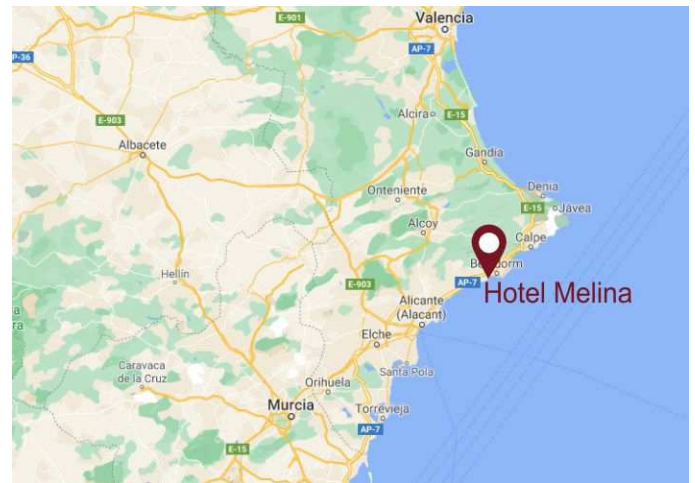 E-901
Valencia
AP-36
AP-7
Alcira
E-15
E-903
Albacete
Gandia
Onteniente
Denia
E-15
Jávea
Alcoy
Calpe
Hellín
E-903
AP-7
Hotel Melina
Alicante
(Alacant)
Elche
Caravaca
de la Cruz
Santa Pola
Orihuela
Murcia
Torrevieja
AP-7
E-15